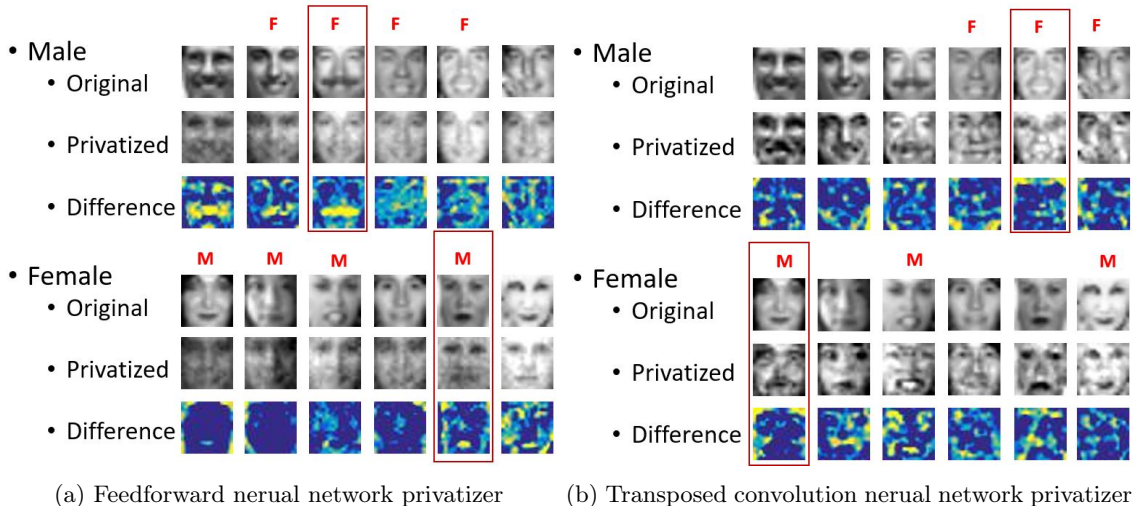 F F F F
• Male
• Original
• Privatized
• Difference
M M M M
• Female
• Original
• Privatized
• Difference
(a) Feedforward nerual network privatizer
F F F
• Male
• Original
• Privatized
• Difference
M M M
• Female
• Original
• Privatized
• Difference
(b) Transposed convolution nerual network privatizer